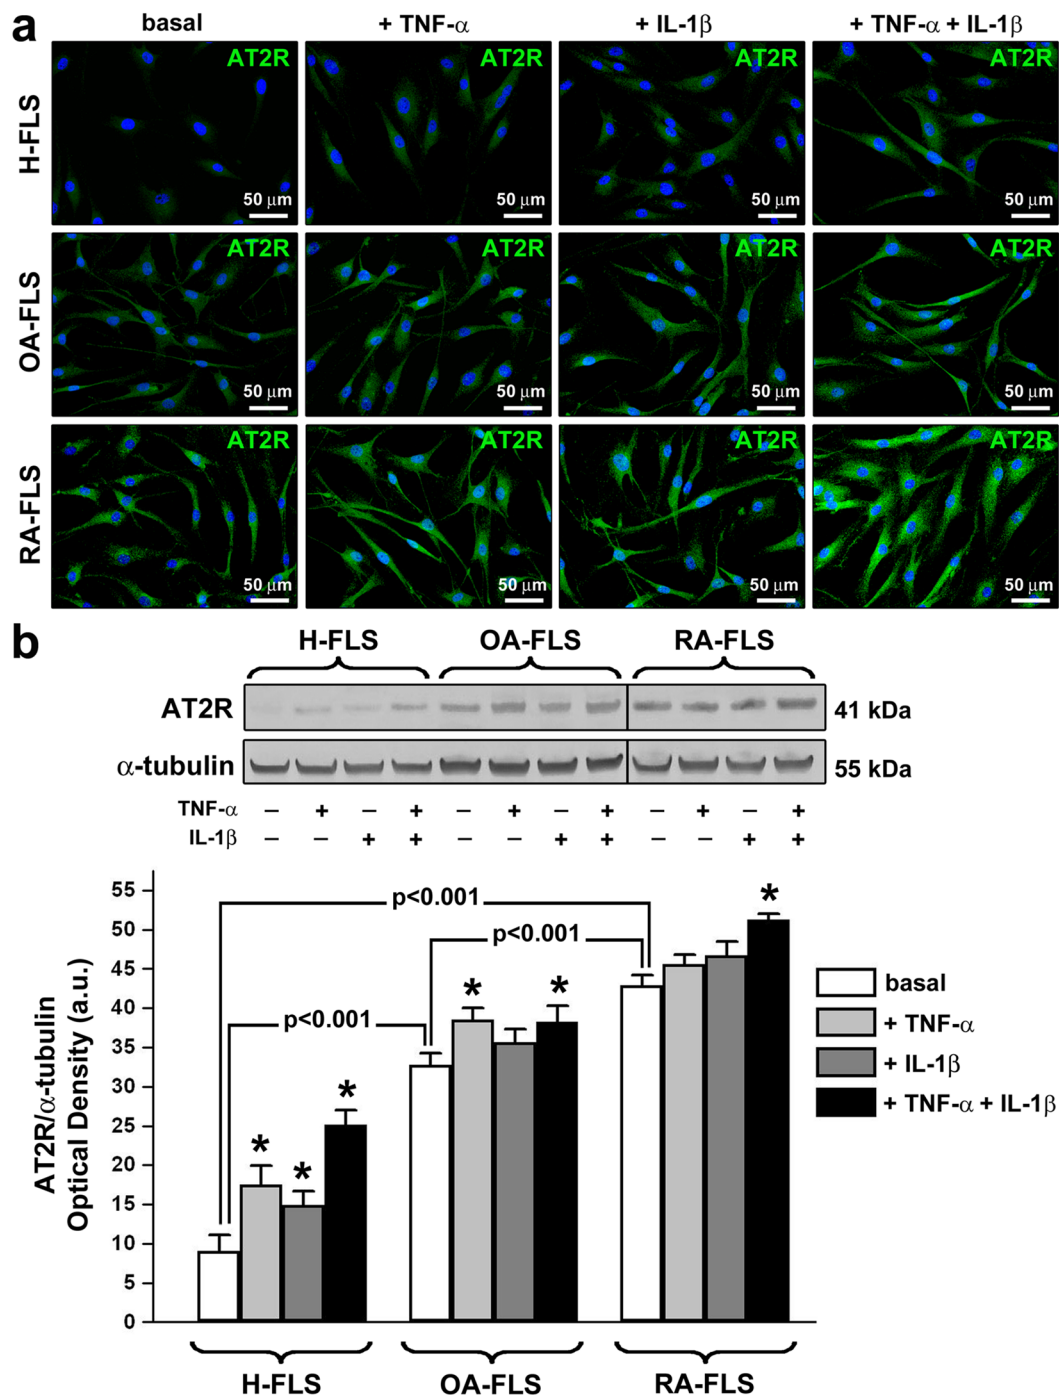 a
basal
+ TNF-α
+ IL-1β
+ TNF-α + IL-1β
H-FLS
AT2R
50 μm
AT2R
50 μm
AT2R
50 μm
AT2R
50 μm
OA-FLS
AT2R
50 μm
AT2R
50 μm
AT2R
50 μm
AT2R
50 μm
RA-FLS
AT2R
50 μm
AT2R
50 μm
AT2R
50 μm
AT2R
50 μm
b
H-FLS OA-FLS RA-FLS
AT2R 41 kDa
α-tubulin 55 kDa
TNF-α – + – + – + – + – + – +
IL-1β – – + + – – + + – – + +
AT2R/α-tubulin
Optical Density (a.u.)
55
50
45
40
35
30
25
20
15
10
5
0
p<0.001
p<0.001
p<0.001
*
*
*
*
*
*
basal
+ TNF-α
+ IL-1β
+ TNF-α + IL-1β
H-FLS OA-FLS RA-FLS